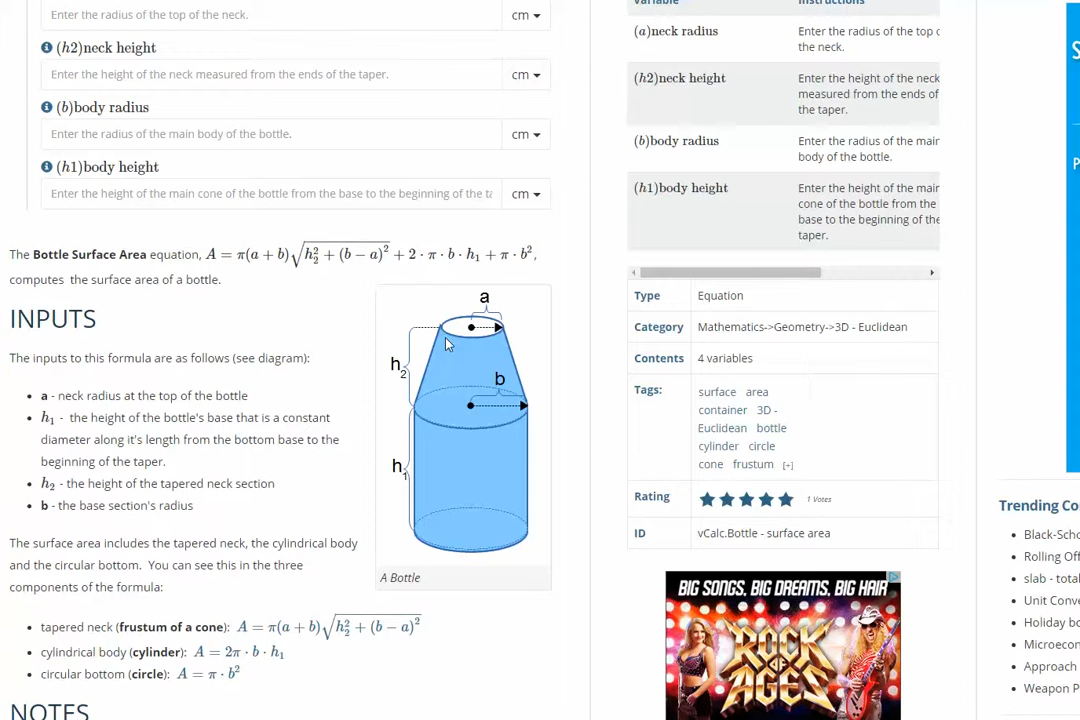 Enter the radius of the top of the neck.
cm
(h2)neck height
Enter the height of the neck measured from the ends of the taper.
cm
(b)body radius
Enter the radius of the main body of the bottle.
cm
(h1)body height
Enter the height of the main cone of the bottle from the base to the beginning of the ta
cm
The Bottle Surface Area equation, A = π(a + b)√(h₂² + (b − a)²) + 2 · π · b · h₁ + π · b²,
computes the surface area of a bottle.
INPUTS
The inputs to this formula are as follows (see diagram):
• a - neck radius at the top of the bottle
• h₁ - the height of the bottle's base that is a constant
diameter along it's length from the bottom base to the
beginning of the taper.
• h₂ - the height of the tapered neck section
• b - the base section's radius
The surface area includes the tapered neck, the cylindrical body
and the circular bottom. You can see this in the three
components of the formula:
• tapered neck (frustum of a cone): A = π(a + b)√(h₂² + (b − a)²)
• cylindrical body (cylinder): A = 2π · b · h₁
• circular bottom (circle): A = π · b²
NOTES
a
h₂
b
h₁
A Bottle
Instructions
(a)neck radius
Enter the radius of the top
the neck.
(h2)neck height
Enter the height of the neck
measured from the ends of
the taper.
(b)body radius
Enter the radius of the main
body of the bottle.
(h1)body height
Enter the height of the main
cone of the bottle from the
base to the beginning of the
taper.
Type Equation
Category Mathematics->Geometry->3D - Euclidean
Contents 4 variables
Tags: surface area
container 3D -
Euclidean bottle
cylinder circle
cone frustum [+]
Rating 1 Votes
ID vCalc.Bottle - surface area
BIG SONGS. BIG DREAMS. BIG HAIR
ROCK
OF
AGES
S
P
Trending Co
• Black-Scho
• Rolling Off
• slab - tota
• Unit Conve
• Holiday bo
• Microecon
• Approach
• Weapon P